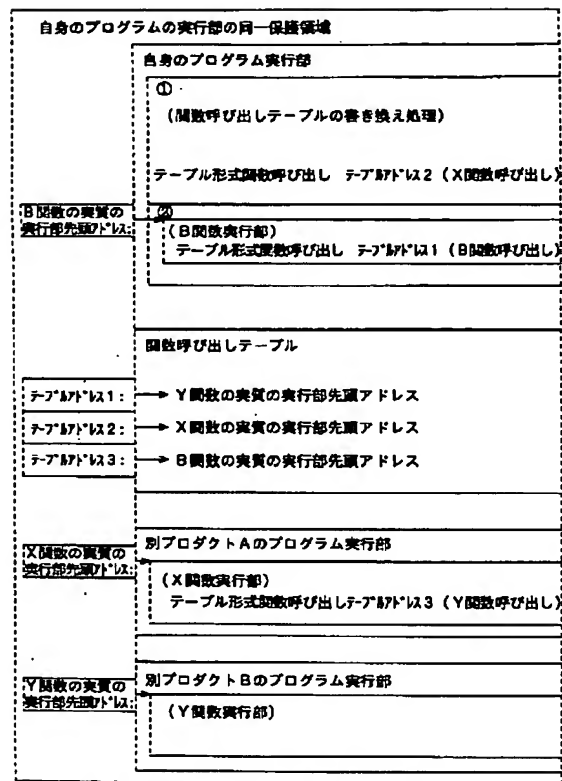 自身のプログラムの実行部の同一保護領域
自身のプログラム実行部
①
(関数呼び出しテーブルの書き換え処理)
テーブル形式関数呼び出し テーブルアドレス2(X関数呼び出し)
B関数の実質の
実行部先頭アドレス:
②
(B関数実行部)
テーブル形式関数呼び出し テーブルアドレス1(B関数呼び出し)
関数呼び出しテーブル
テーブルアドレス1:
Y関数の実質の実行部先頭アドレス
テーブルアドレス2:
X関数の実質の実行部先頭アドレス
テーブルアドレス3:
B関数の実質の実行部先頭アドレス
X関数の実質の
実行部先頭アドレス:
別プロダクトAのプログラム実行部
(X関数実行部)
テーブル形式関数呼び出しテーブルアドレス3(Y関数呼び出し)
Y関数の実質の
実行部先頭アドレス:
別プロダクトBのプログラム実行部
(Y関数実行部)